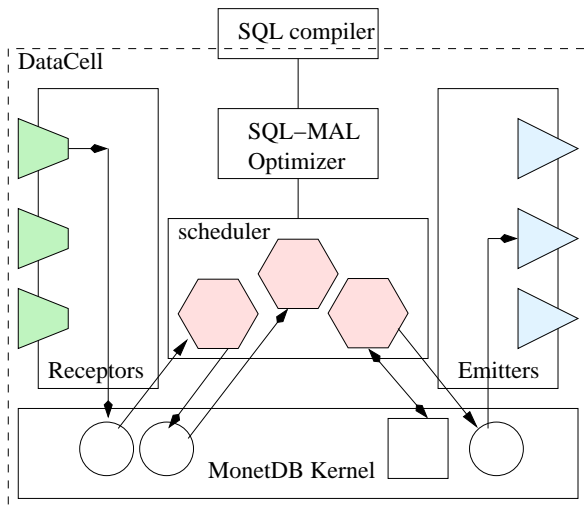 SQL compiler
DataCell
SQL−MAL
Optimizer
scheduler
Receptors
Emitters
MonetDB Kernel